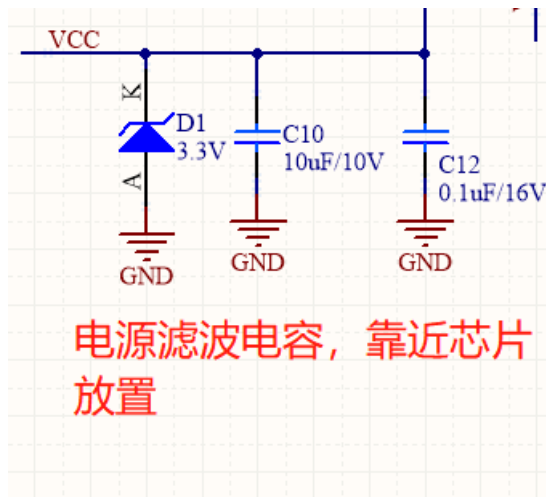 VCC
K
D1
3.3V
A
C10
10uF/10V
C12
0.1uF/16V
GND
GND
GND
电源滤波电容，靠近芯片
放置